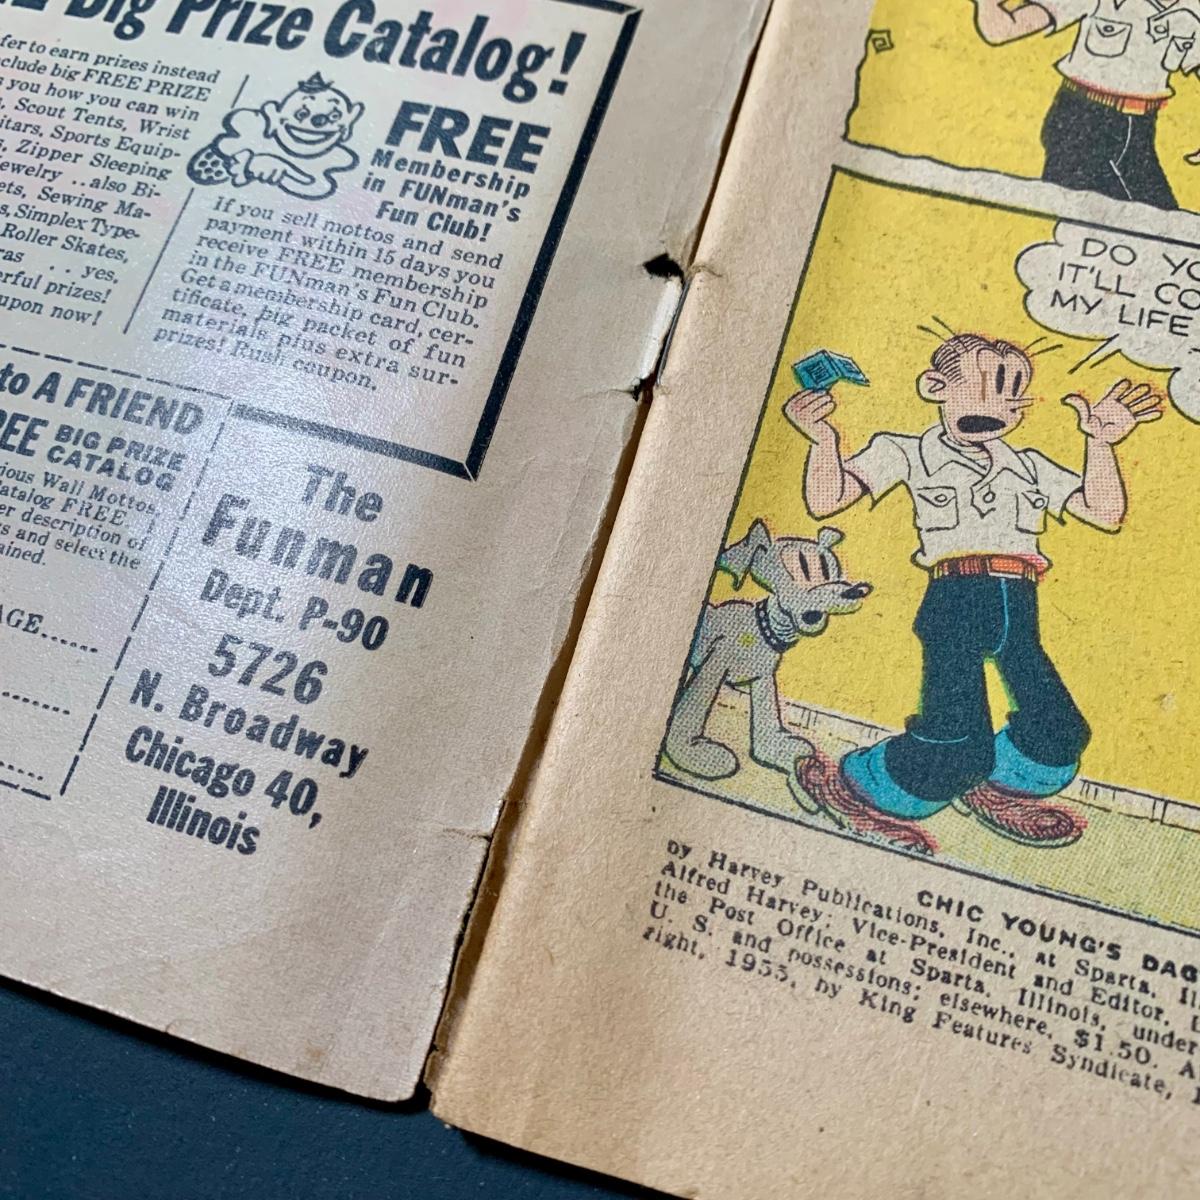 Big Prize Catalog!
fer to earn prizes instead
clude big FREE PRIZE
s you how you can win
, Scout Tents, Wrist
itars, Sports Equip-
s, Zipper Sleeping
ewelry . . also Bi-
ets, Sewing Ma-
s, Simplex Type-
Roller Skates,
ras . . yes,
erful prizes!
upon now!
FREE
Membership
in FUNman's
Fun Club!
If you sell mottos and send
payment within 15 days you
receive FREE membership
in the FUNman's Fun Club.
Get a membership card, cer-
tificate, big packet of fun
materials plus extra sur-
prizes! Rush coupon.
to A FRIEND
REE BIG PRIZE
CATALOG
ious Wall Mottos,
atalog FREE.
er description of
s and select the
ained.
AGE......
The
Funman
Dept. P-90
5726
N. Broadway
Chicago 40,
Illinois
DO YO
IT'LL CO
MY LIFE
CHIC YOUNG'S DAG
by Harvey Publications, Inc., at Sparta, Il
Alfred Harvey; Vice-President and Editor,
the Post Office at Sparta, Illinois, under
U. S. and possessions; elsewhere, $1.50. A
right, 1955, by King Features Syndicate,